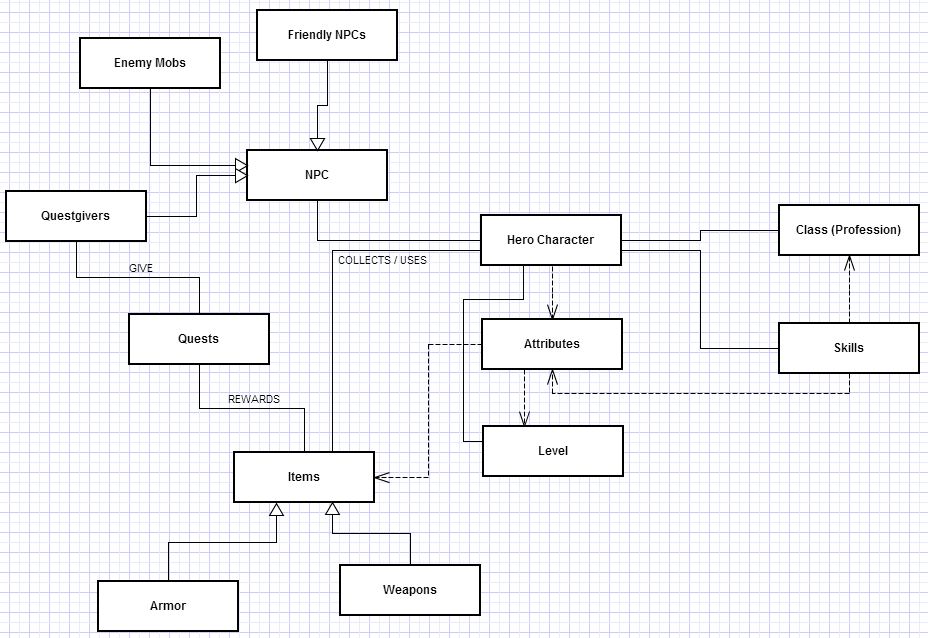 Friendly NPCs
Enemy Mobs
NPC
Questgivers
Hero Character
Class (Profession)
COLLECTS / USES
GIVE
Quests
Attributes
Skills
REWARDS
Level
Items
Weapons
Armor